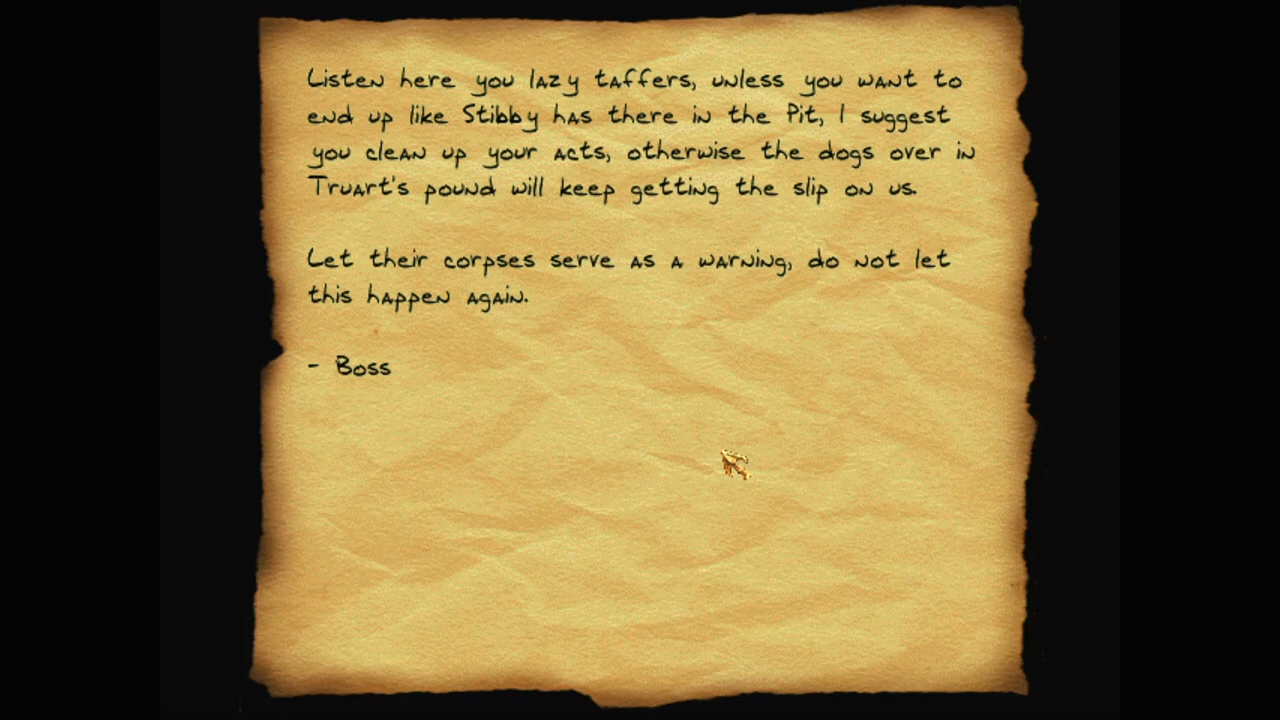 Listen here you lazy taffers, unless you want to
end up like Stibby has there in the Pit, I suggest
you clean up your acts, otherwise the dogs over in
Truart's pound will keep getting the slip on us.
Let their corpses serve as a warning, do not let
this happen again.
- Boss